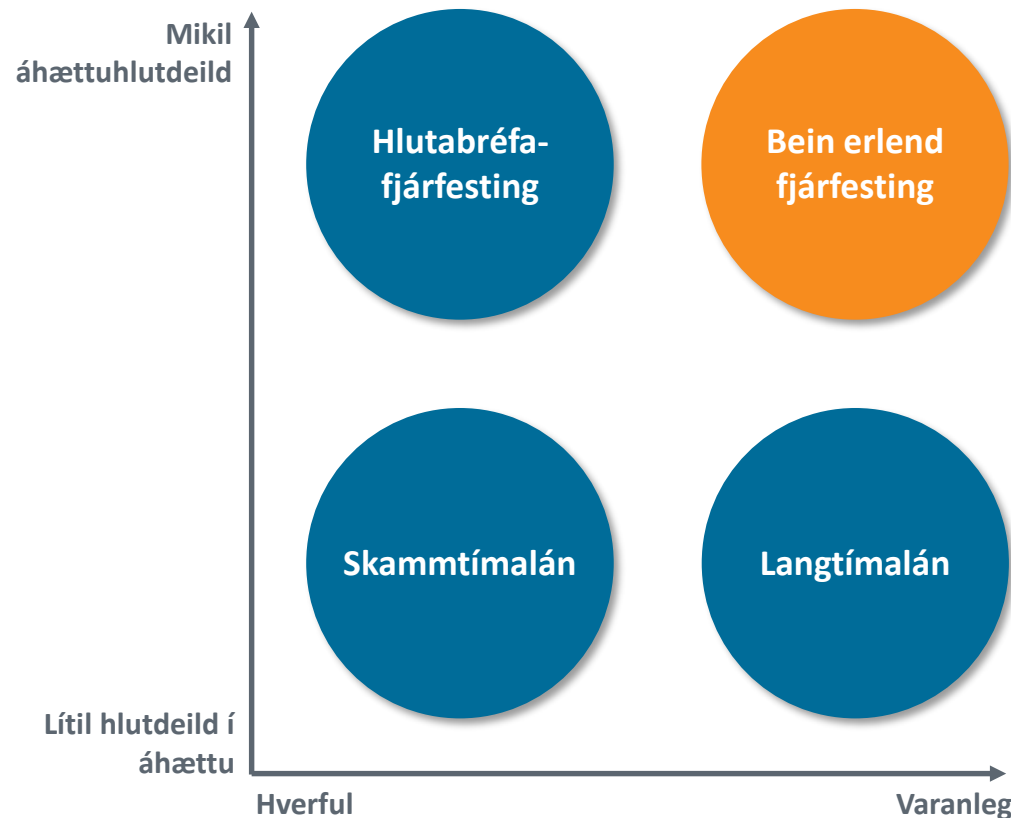 Mikil
áhættuhlutdeild
Hlutabréfa-
fjárfesting
Bein erlend
fjárfesting
Skammtímalán
Langtímalán
Lítil hlutdeild í
áhættu
Hverful
Varanleg